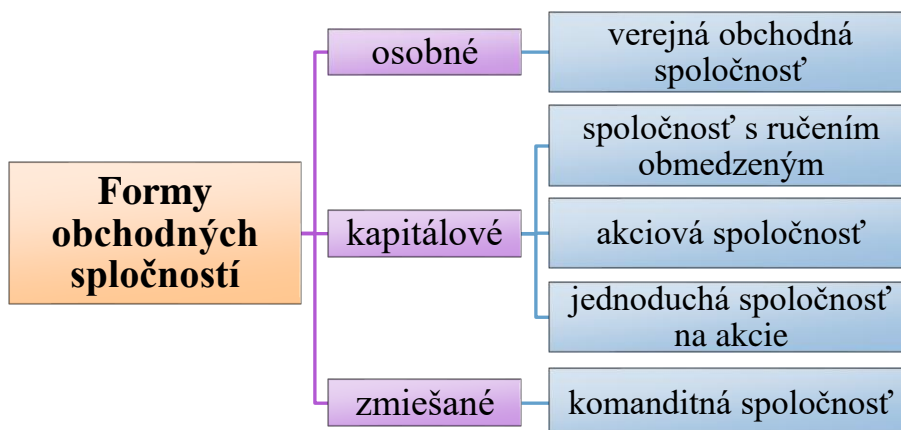 Formy
obchodných
spločností
osobné
verejná obchodná
spoločnosť
kapitálové
spoločnosť s ručením
obmedzeným
akciová spoločnosť
jednoduchá spoločnosť
na akcie
zmiešané
komanditná spoločnosť